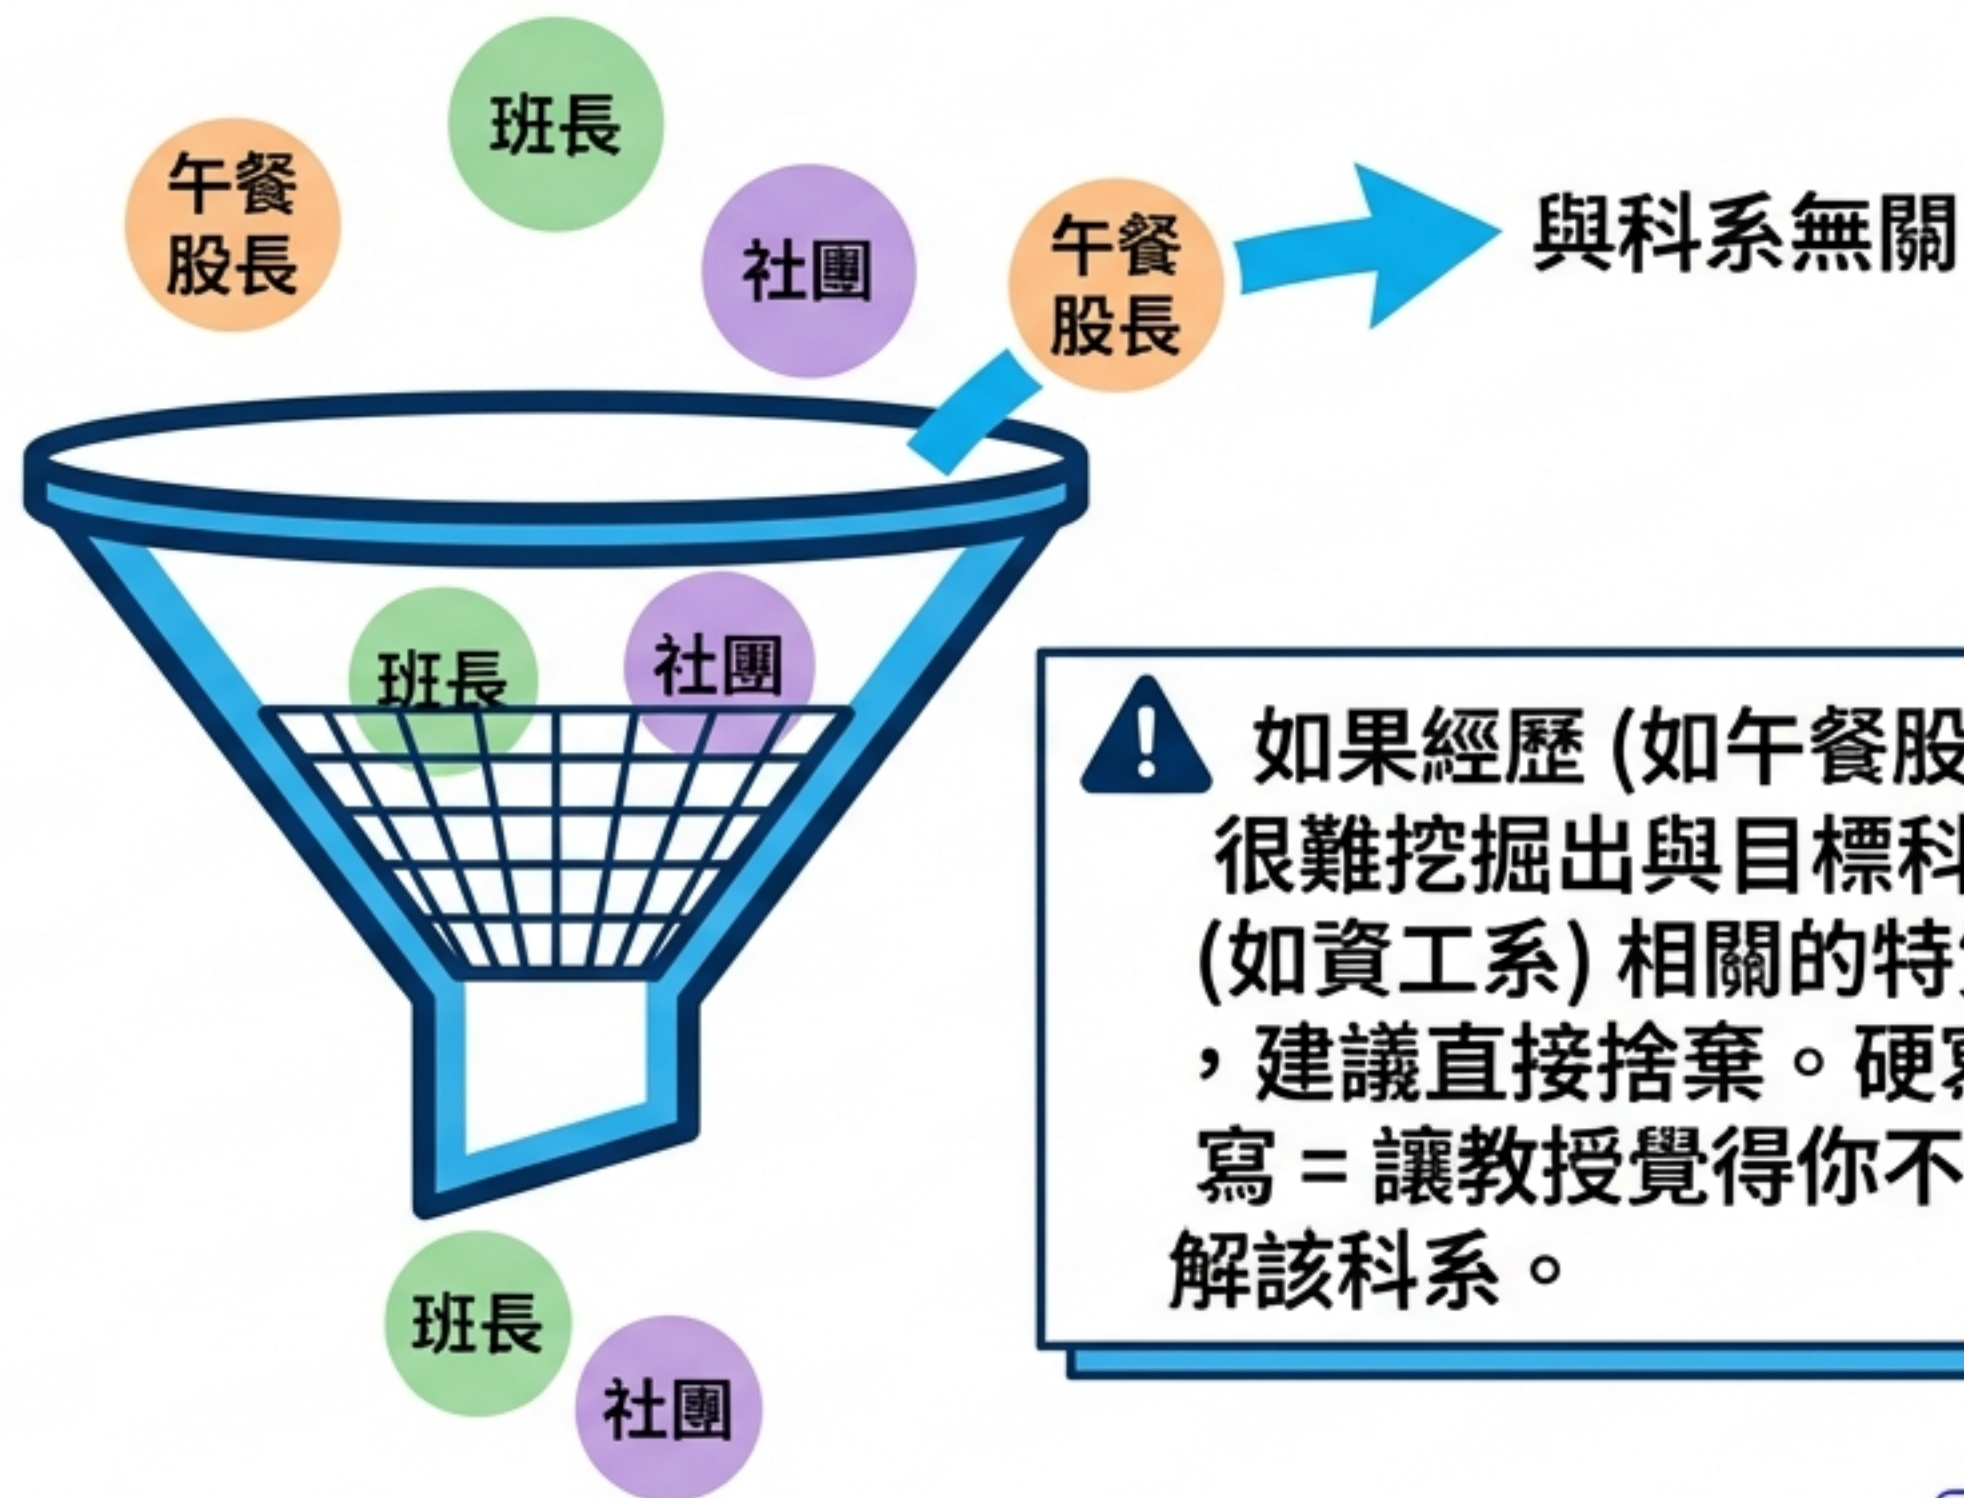 班長
午餐
股長
社團
午餐
股長
與科系無關
班長
社團
如果經歷 (如午餐股
很難挖掘出與目標科
(如資工系) 相關的特
，建議直接捨棄。硬
寫 = 讓教授覺得你不
解該科系。
班長
社團